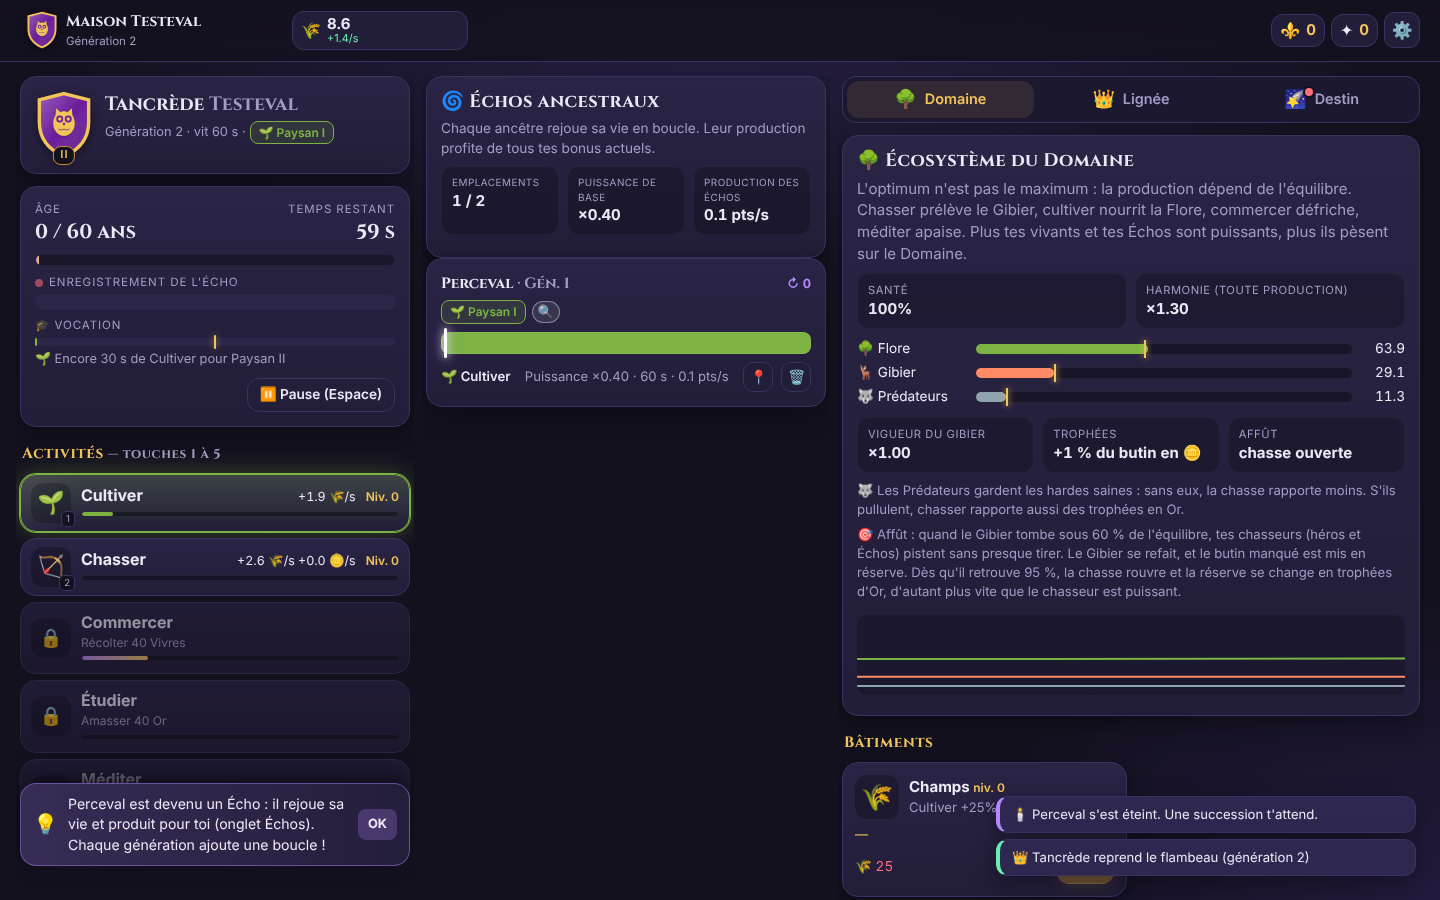 Maison Testeval
Génération 2
8.6
+1.4/s
0
0
Tancrède Testeval
Génération 2 · vit 60 s · Paysan I
II
ÂGE
TEMPS RESTANT
0 / 60 ans
59 s
ENREGISTREMENT DE L'ÉCHO
VOCATION
Encore 30 s de Cultiver pour Paysan II
Pause (Espace)
Activités — touches 1 à 5
Cultiver
+1.9 /s Niv. 0
1
Chasser
+2.6 /s +0.0 /s Niv. 0
2
Commercer
Récolter 40 Vivres
Étudier
Amasser 40 Or
Méditer
Perceval est devenu un Écho : il rejoue sa
vie et produit pour toi (onglet Échos).
Chaque génération ajoute une boucle !
OK
Échos ancestraux
Chaque ancêtre rejoue sa vie en boucle. Leur production
profite de tous tes bonus actuels.
EMPLACEMENTS
1 / 2
PUISSANCE DE
BASE
×0.40
PRODUCTION DES
ÉCHOS
0.1 pts/s
Perceval · Gén. 1
↻ 0
Paysan I
Cultiver Puissance ×0.40 · 60 s · 0.1 pts/s
Domaine
Lignée
Destin
Écosystème du Domaine
L'optimum n'est pas le maximum : la production dépend de l'équilibre.
Chasser prélève le Gibier, cultiver nourrit la Flore, commercer défriche,
méditer apaise. Plus tes vivants et tes Échos sont puissants, plus ils pèsent
sur le Domaine.
SANTÉ
100%
HARMONIE (TOUTE PRODUCTION)
×1.30
Flore
63.9
Gibier
29.1
Prédateurs
11.3
VIGUEUR DU GIBIER
×1.00
TROPHÉES
+1 % du butin en
AFFÛT
chasse ouverte
Les Prédateurs gardent les hardes saines : sans eux, la chasse rapporte moins. S'ils
pullulent, chasser rapporte aussi des trophées en Or.
Affût : quand le Gibier tombe sous 60 % de l'équilibre, tes chasseurs (héros et
Échos) pistent sans presque tirer. Le Gibier se refait, et le butin manqué est mis en
réserve. Dès qu'il retrouve 95 %, la chasse rouvre et la réserve se change en trophées
d'Or, d'autant plus vite que le chasseur est puissant.
Bâtiments
Champs niv. 0
Cultiver +25%
—
25
Perceval s'est éteint. Une succession t'attend.
Tancrède reprend le flambeau (génération 2)